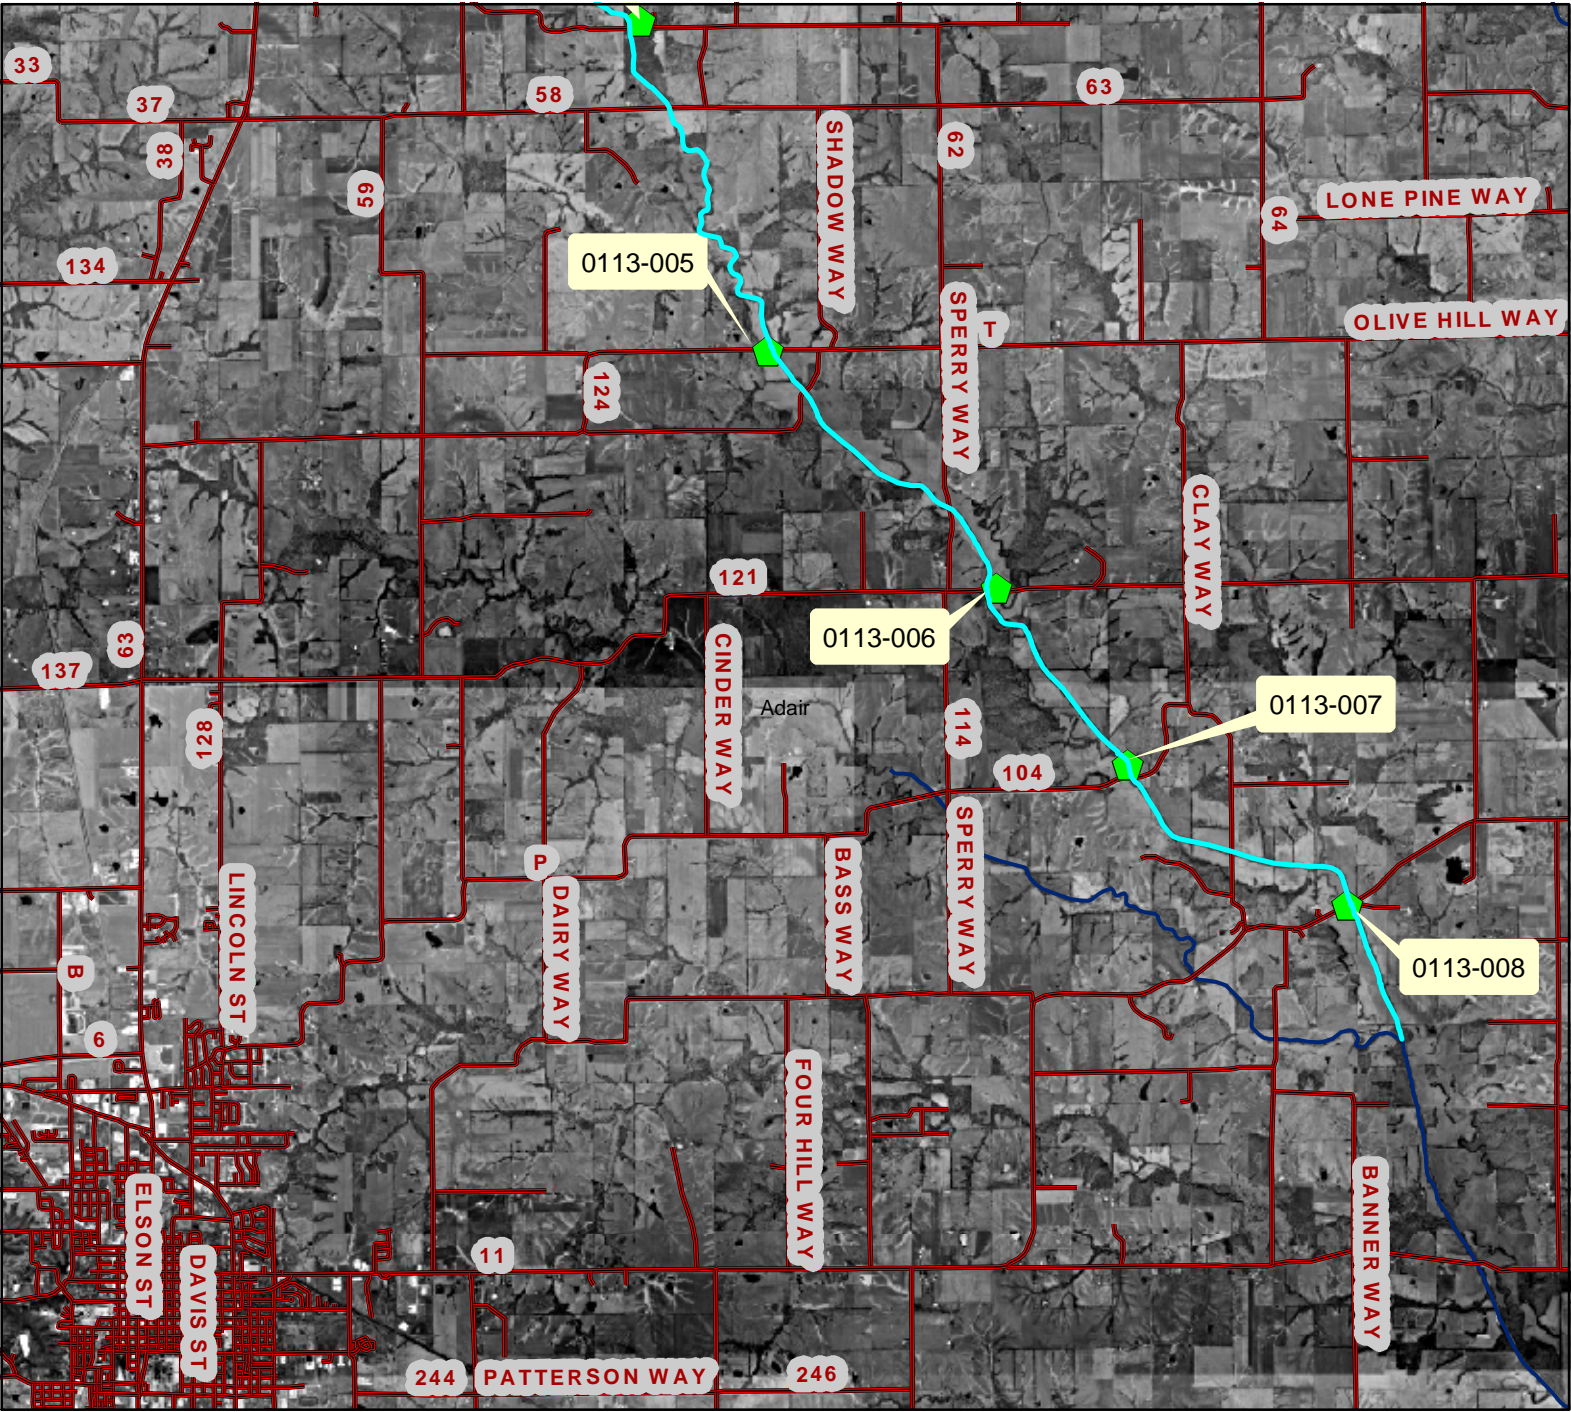 33
37
58
63
38
59
SHADOW WAY
62
LONE PINE WAY
64
134
0113-005
SPERRY WAY
T
OLIVE HILL WAY
124
CLAY WAY
121
0113-006
63
137
CINDER WAY
Adair
0113-007
128
114
104
SPERRY WAY
P
BASS WAY
LINCOLN ST
DAIRY WAY
B
0113-008
6
FOUR HILL WAY
BANNER WAY
ELSON ST
DAVIS ST
11
244
PATTERSON WAY
246